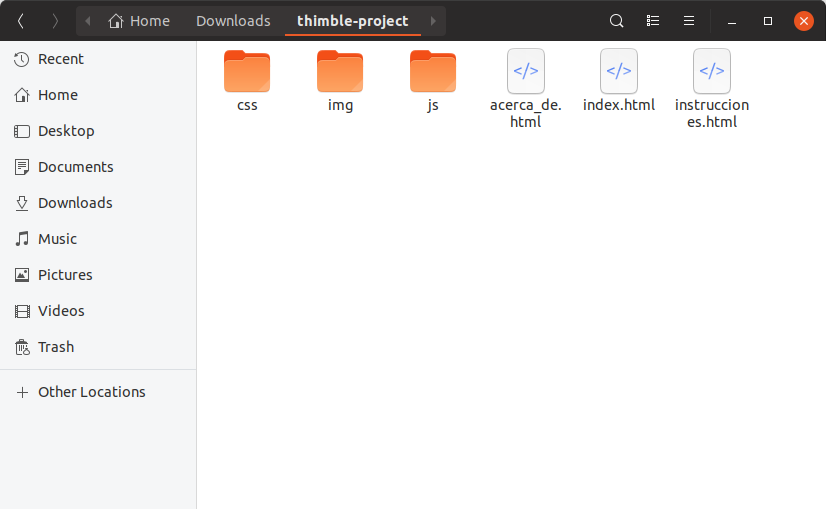 Home Downloads thimble-project
Recent
Home
Desktop
Documents
Downloads
Music
Pictures
Videos
Trash
Other Locations
css
img
js
acerca_de.
html
index.html
instruccion
es.html